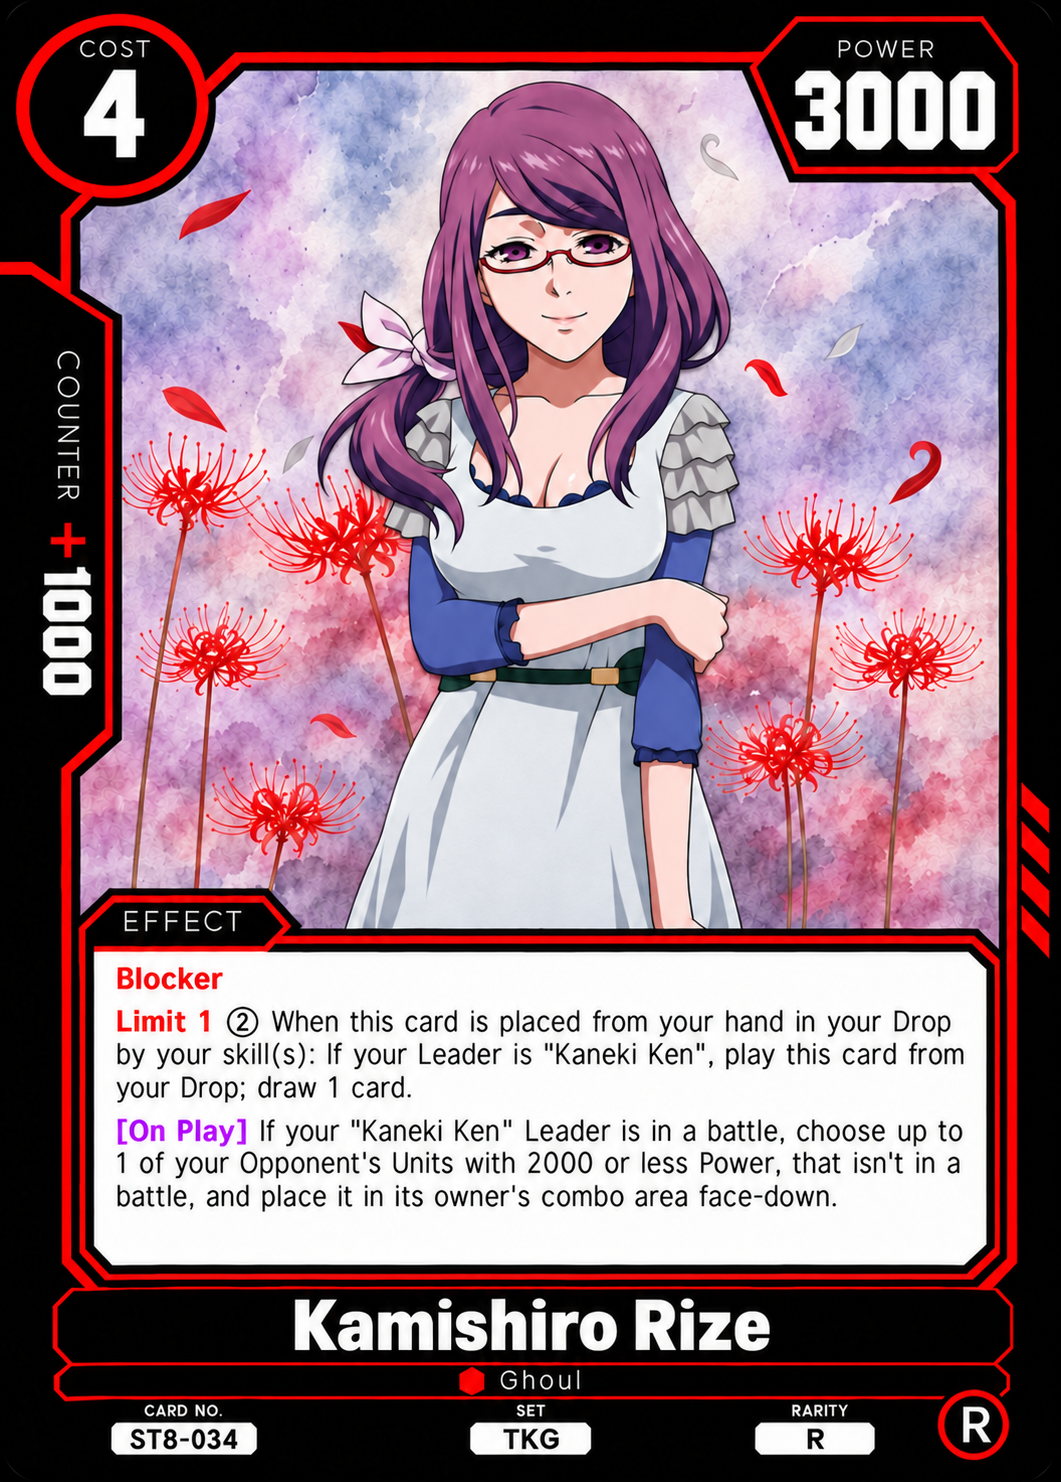 COST
4
POWER
3000
COUNTER +1000
EFFECT
Blocker
Limit 1 ② When this card is placed from your hand in your Drop
by your skill(s): If your Leader is "Kaneki Ken", play this card from
your Drop; draw 1 card.
[On Play] If your "Kaneki Ken" Leader is in a battle, choose up to
1 of your Opponent's Units with 2000 or less Power, that isn't in a
battle, and place it in its owner's combo area face-down.
Kamishiro Rize
Ghoul
CARD NO.
ST8-034
SET
TKG
RARITY
R
R